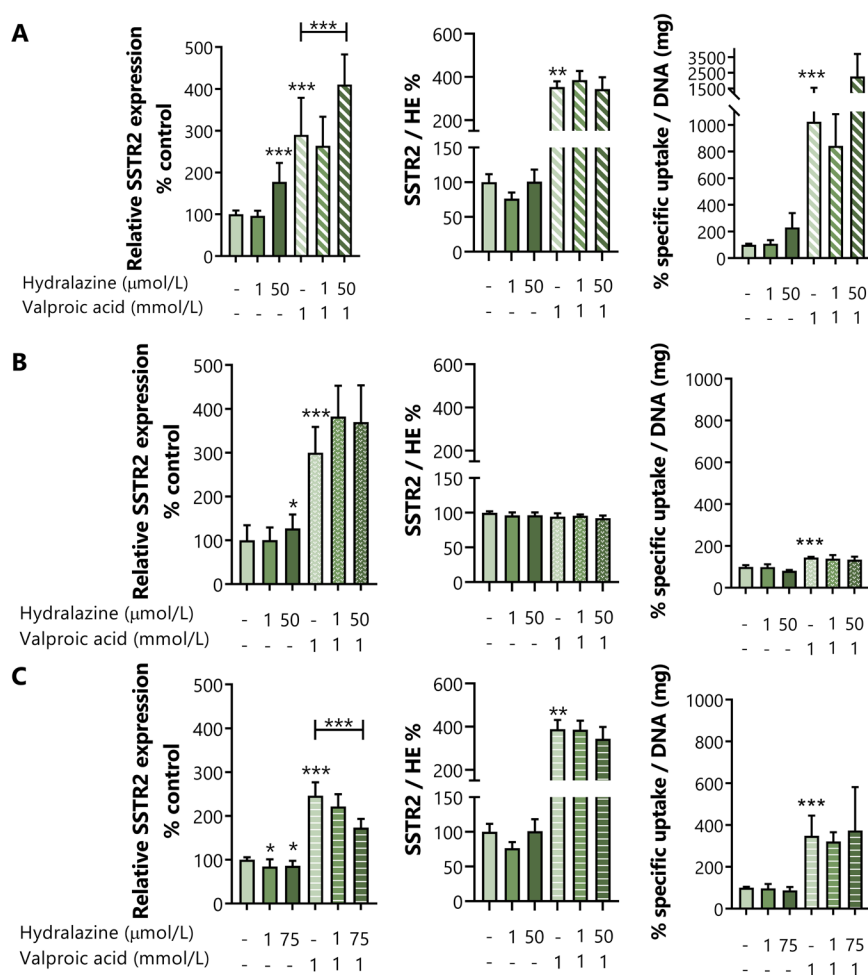 A
Relative SSTR2 expression
% control
500
400
300
200
100
0
***
***
***
Hydralazine (µmol/L)
- 1 50 - 1 50
Valproic acid (mmol/L)
- - - 1 1 1
SSTR2 / HE %
600
400
200
150
100
50
0
**
- 1 50 - 1 50
- - - 1 1 1
% specific uptake / DNA (mg)
3500
2500
1500
1000
800
600
400
200
0
***
- 1 50 - 1 50
- - - 1 1 1
B
Relative SSTR2 expression
% control
500
400
300
200
100
0
*
***
Hydralazine (µmol/L)
- 1 50 - 1 50
Valproic acid (mmol/L)
- - - 1 1 1
SSTR2 / HE %
600
400
200
150
100
50
0
- 1 50 - 1 50
- - - 1 1 1
% specific uptake / DNA (mg)
1000
800
600
400
200
0
***
- 1 50 - 1 50
- - - 1 1 1
C
Relative SSTR2 expression
% control
500
400
300
200
100
0
* *
***
***
Hydralazine (µmol/L)
- 1 75 - 1 75
Valproic acid (mmol/L)
- - - 1 1 1
SSTR2 / HE %
600
400
200
150
100
50
0
**
- 1 50 - 1 50
- - - 1 1 1
% specific uptake / DNA (mg)
1000
800
600
400
200
0
***
- 1 75 - 1 75
- - - 1 1 1